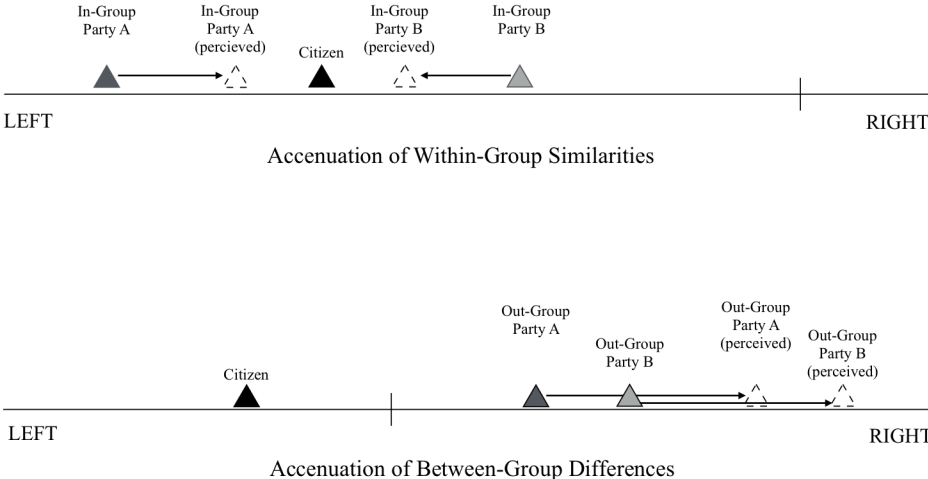 In-Group
Party A
In-Group
Party A
(percieved)
Citizen
In-Group
Party B
(percieved)
In-Group
Party B
LEFT
RIGHT
Accenuation of Within-Group Similarities
Citizen
Out-Group
Party A
Out-Group
Party B
Out-Group
Party A
(perceived)
Out-Group
Party B
(perceived)
LEFT
RIGHT
Accenuation of Between-Group Differences